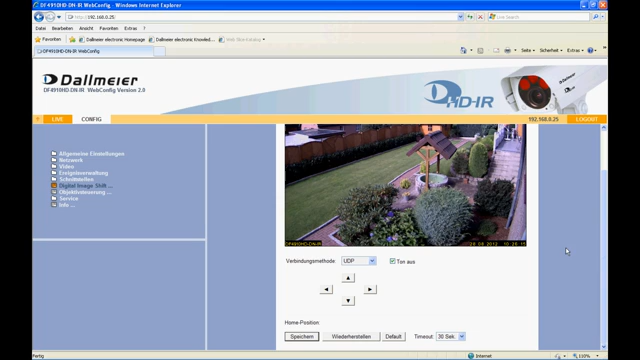 DF4910HD-DN-IR WebConfig - Windows Internet Explorer
http://192.168.0.25/
Live Search
Datei Bearbeiten Ansicht Favoriten Extras ?
Favoriten Dallmeier electronic Homepage Dallmeier electronic Knowled...
DF4910HD-DN-IR WebConfig
Seite Sicherheit Extras
Dallmeier
DF4910HD-DN-IR WebConfig Version 2.0
HD-IR
LIVE CONFIG 192.168.0.25 LOGOUT
Allgemeine Einstellungen
Netzwerk
Video
Ereignisverwaltung
Schnittstellen
Digital Image Shift ...
Objektivsteuerung ...
Service
Info ...
DF4910HD-DN-IR
Verbindungsmethode: UDP Ton aus
Home-Position:
Speichern Wiederherstellen Default Timeout 30 Sek.
Fertig Internet 110%